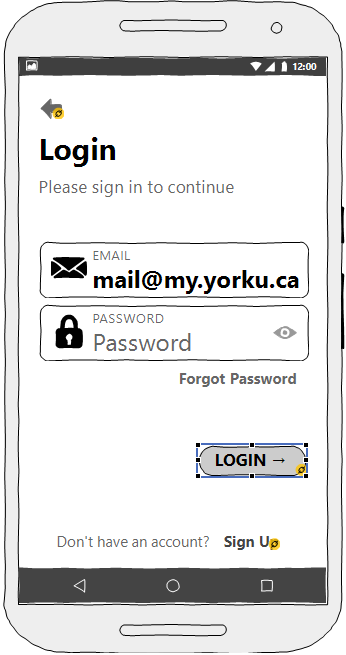 12:00
Login
Please sign in to continue
EMAIL
mail@my.yorku.ca
PASSWORD
Password
Forgot Password
LOGIN →
Don't have an account? Sign Up